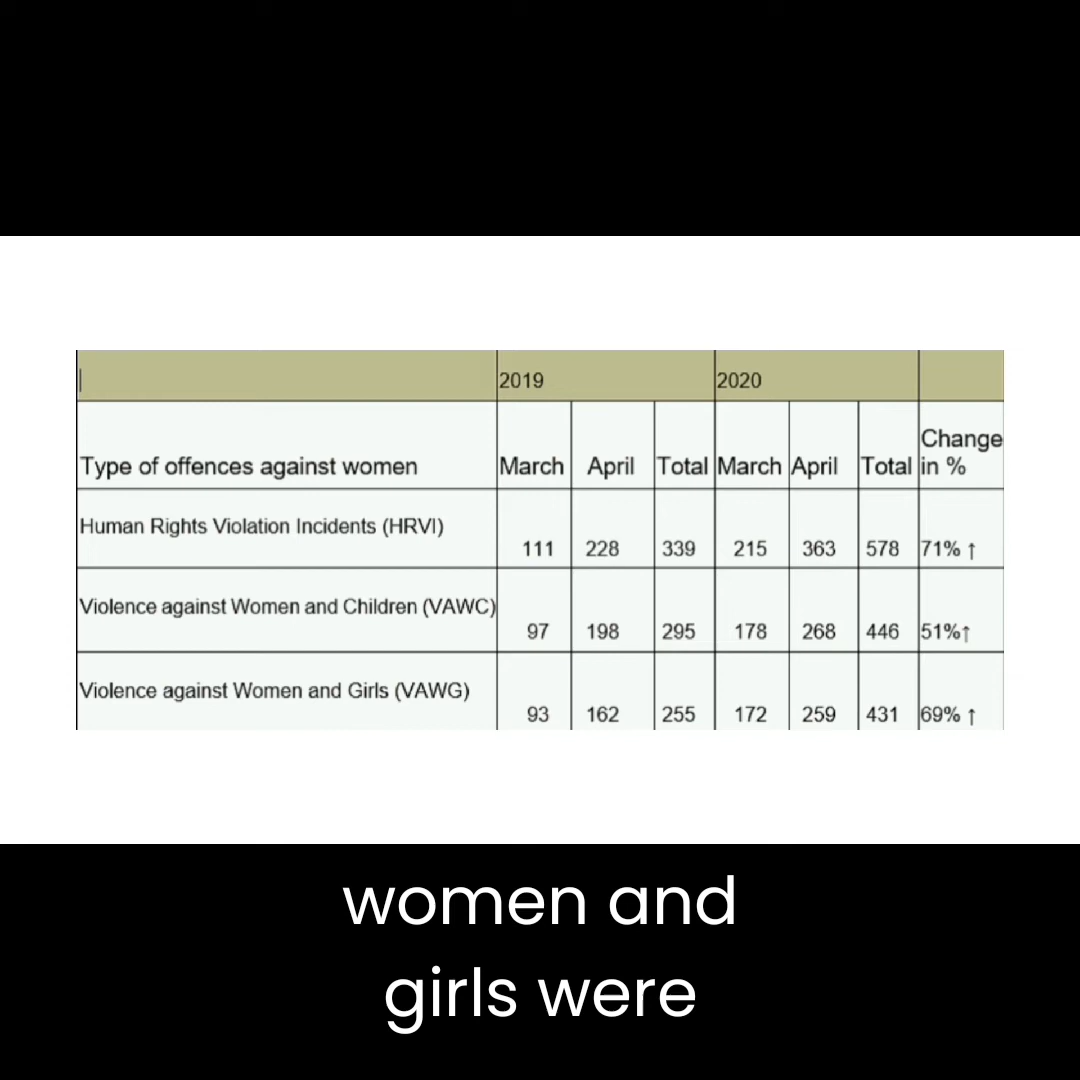 2019 2020
Type of offences against women March April Total March April Total Change in %
Human Rights Violation Incidents (HRVI) 111 228 339 215 363 578 71% ↑
Violence against Women and Children (VAWC) 97 198 295 178 268 446 51%↑
Violence against Women and Girls (VAWG) 93 162 255 172 259 431 69% ↑
women and
girls were